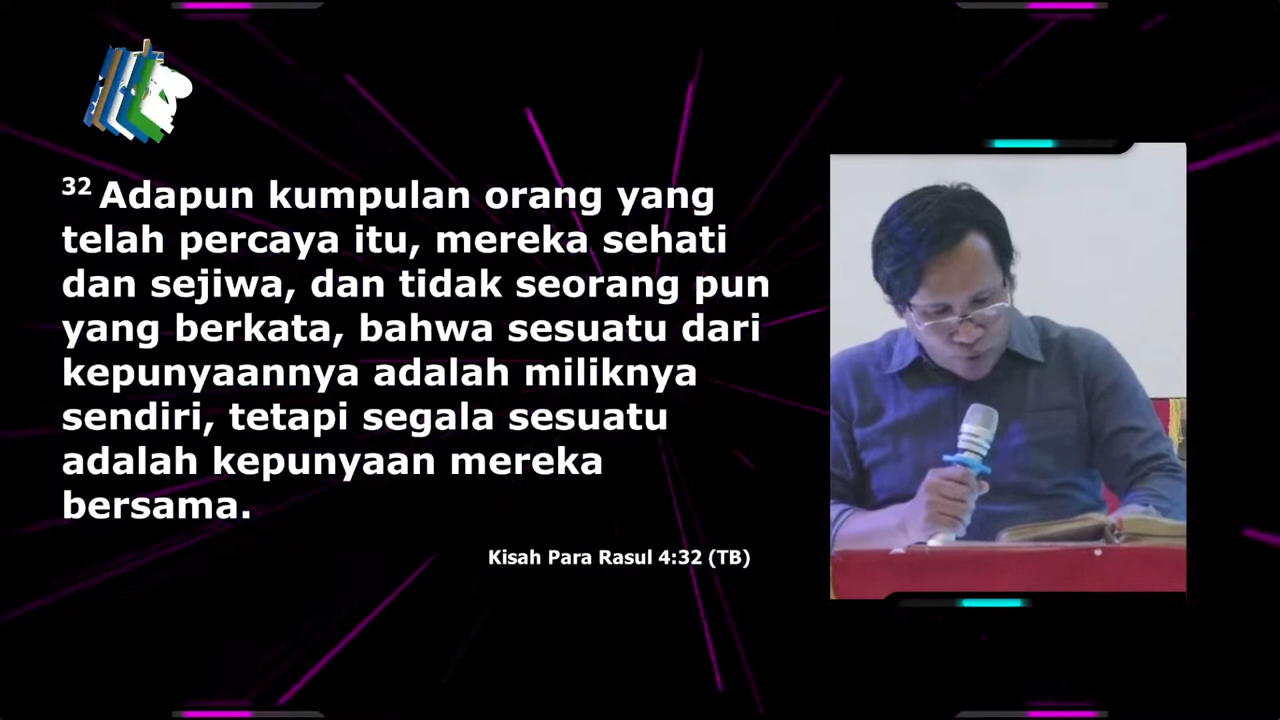 32 Adapun kumpulan orang yang
telah percaya itu, mereka sehati
dan sejiwa, dan tidak seorang pun
yang berkata, bahwa sesuatu dari
kepunyaannya adalah miliknya
sendiri, tetapi segala sesuatu
adalah kepunyaan mereka
bersama.
Kisah Para Rasul 4:32 (TB)